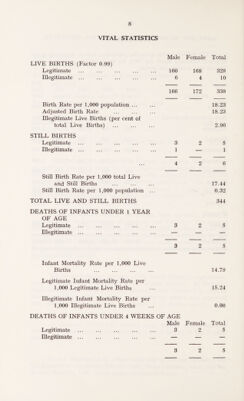 8
VITAL STATISTICS
Male Female Total
LIVE BIRTHS (Factor 0.99)
Legitimate ... ... ... ... ... 160 168 328
Illegitimate ... ... ... ... ... 6 4 10
166 172 338
Birth Rate per 1,000 population ... ... 18.23
Adjusted Birth Rate ... ... ... 18.23
Illegitimate Live Births (per cent of
total Live Births) ... ... ... 2.96
STILL BIRTHS
Legitimate ... ... ... ... ... 3 2 5
Illegitimate ... ... ... ... ... 1 — 1
... 4 2 6
Still Birth Rate per 1,000 total Live
and Still Births ... ... ... 17.44
Still Birth Rate per 1,000 population ... 0.32
TOTAL LIVE AND STILL BIRTHS 344
DEATHS OF INFANTS UNDER 1 YEAR
OF AGE
Legitimate ... ... ... ... ... 3 2 5
Illegitimate ... ... ... ... ... — — —
3 2 5
Infant Mortality Rate per 1,000 Live
Births ... ... ... ... 14.79
Legitimate Infant Mortality Rate per
1,000 Legitimate Live Births ... 15.24
Illegitimate Infant Mortality Rate per
1,000 Illegitimate Live Births ... 0.00
DEATHS OF INFANTS UNDER 4 WEEKS OF AGE
Male Female Total
Legitimate ... ... ... ... ... 3 2 5
Illegitimate ... ... ... ... ... — — —
3 2 5